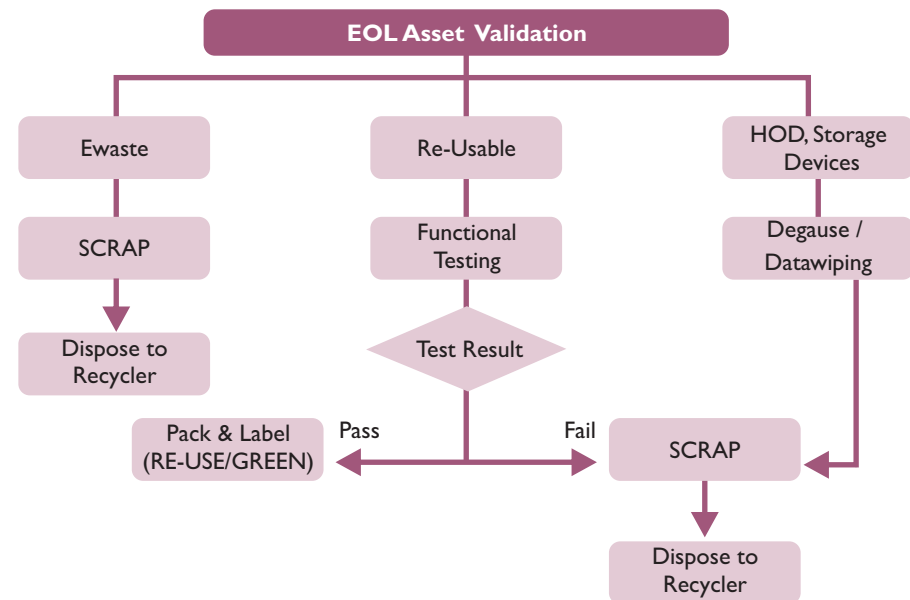 EOL Asset Validation
Ewaste
Re-Usable
HOD, Storage
Devices
SCRAP
Functional
Testing
Degause /
Datawiping
Dispose to
Recycler
Test Result
Pack & Label
(RE-USE/GREEN)
Pass
Fail
SCRAP
Dispose to
Recycler